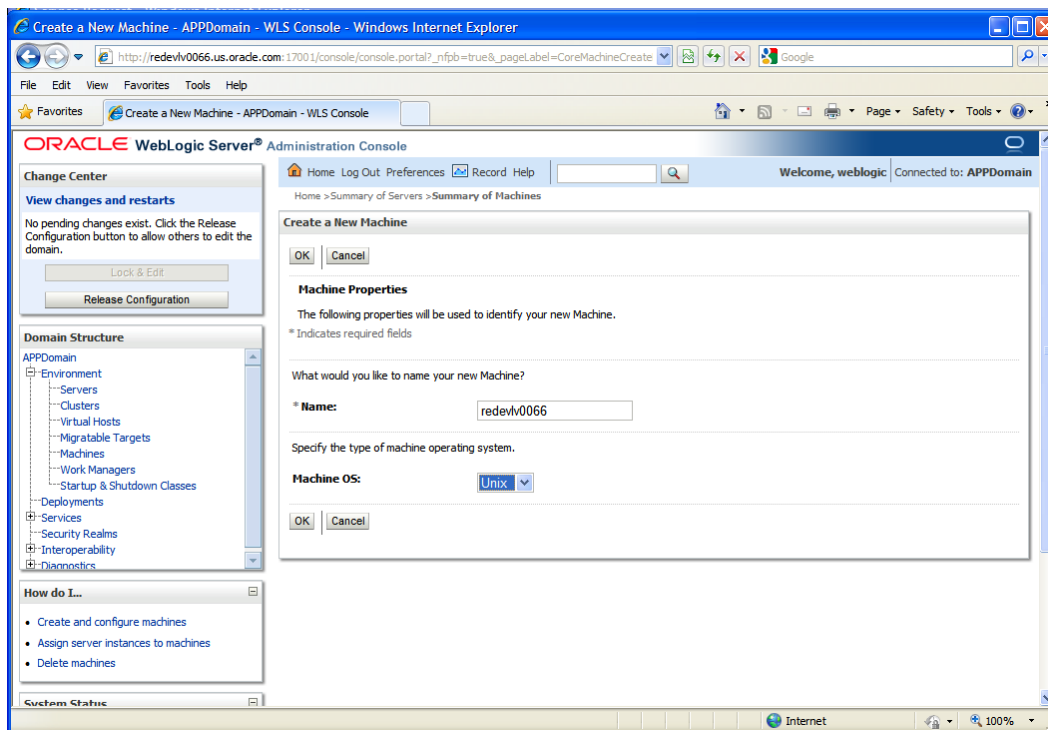 Create a New Machine - APPDomain - WLS Console - Windows Internet Explorer
http://redevlv0066.us.oracle.com:17001/console/console.portal?_nfpb=true&_pageLabel=CoreMachineCreate
Google
File Edit View Favorites Tools Help
Favorites
Create a New Machine - APPDomain - WLS Console
Page Safety Tools
ORACLE WebLogic Server® Administration Console
Change Center
View changes and restarts
No pending changes exist. Click the Release
Configuration button to allow others to edit the
domain.
Lock & Edit
Release Configuration
Domain Structure
APPDomain
Environment
Servers
Clusters
Virtual Hosts
Migratable Targets
Machines
Work Managers
Startup & Shutdown Classes
Deployments
Services
Security Realms
Interoperability
Diagnostics
How do I...
Create and configure machines
Assign server instances to machines
Delete machines
System Status
Home Log Out Preferences Record Help
Welcome, weblogic Connected to: APPDomain
Home >Summary of Servers >Summary of Machines
Create a New Machine
OK Cancel
Machine Properties
The following properties will be used to identify your new Machine.
* Indicates required fields
What would you like to name your new Machine?
* Name: redevlv0066
Specify the type of machine operating system.
Machine OS: Unix
OK Cancel
Internet
100%